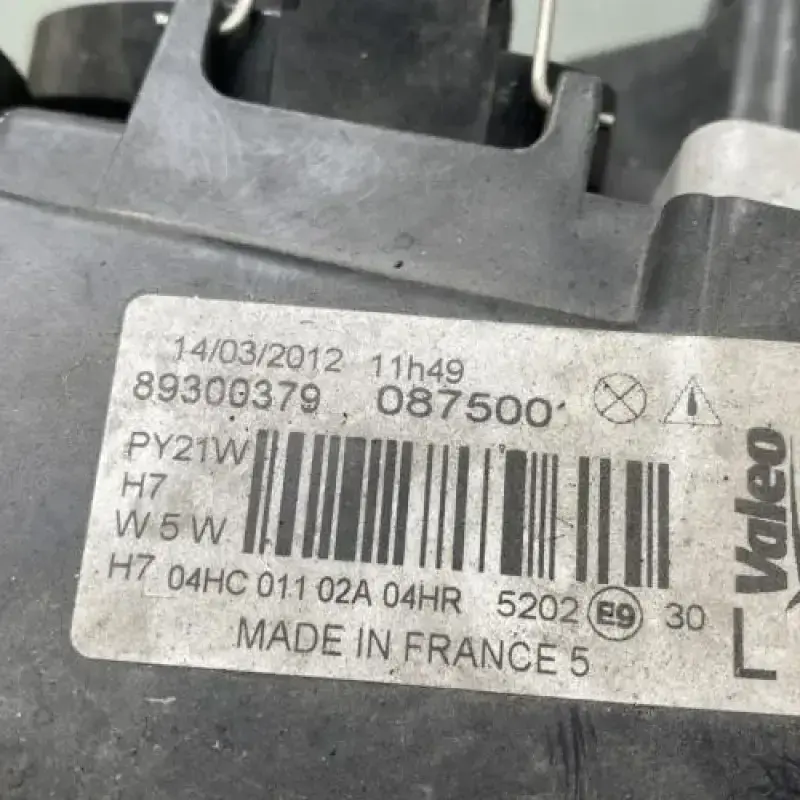 14/03/2012 11h49
89300379 087500
PY21W
H7
W5W
H7 04HC 011 02A 04HR 5202 E9 30
MADE IN FRANCE 5
Valeo
L